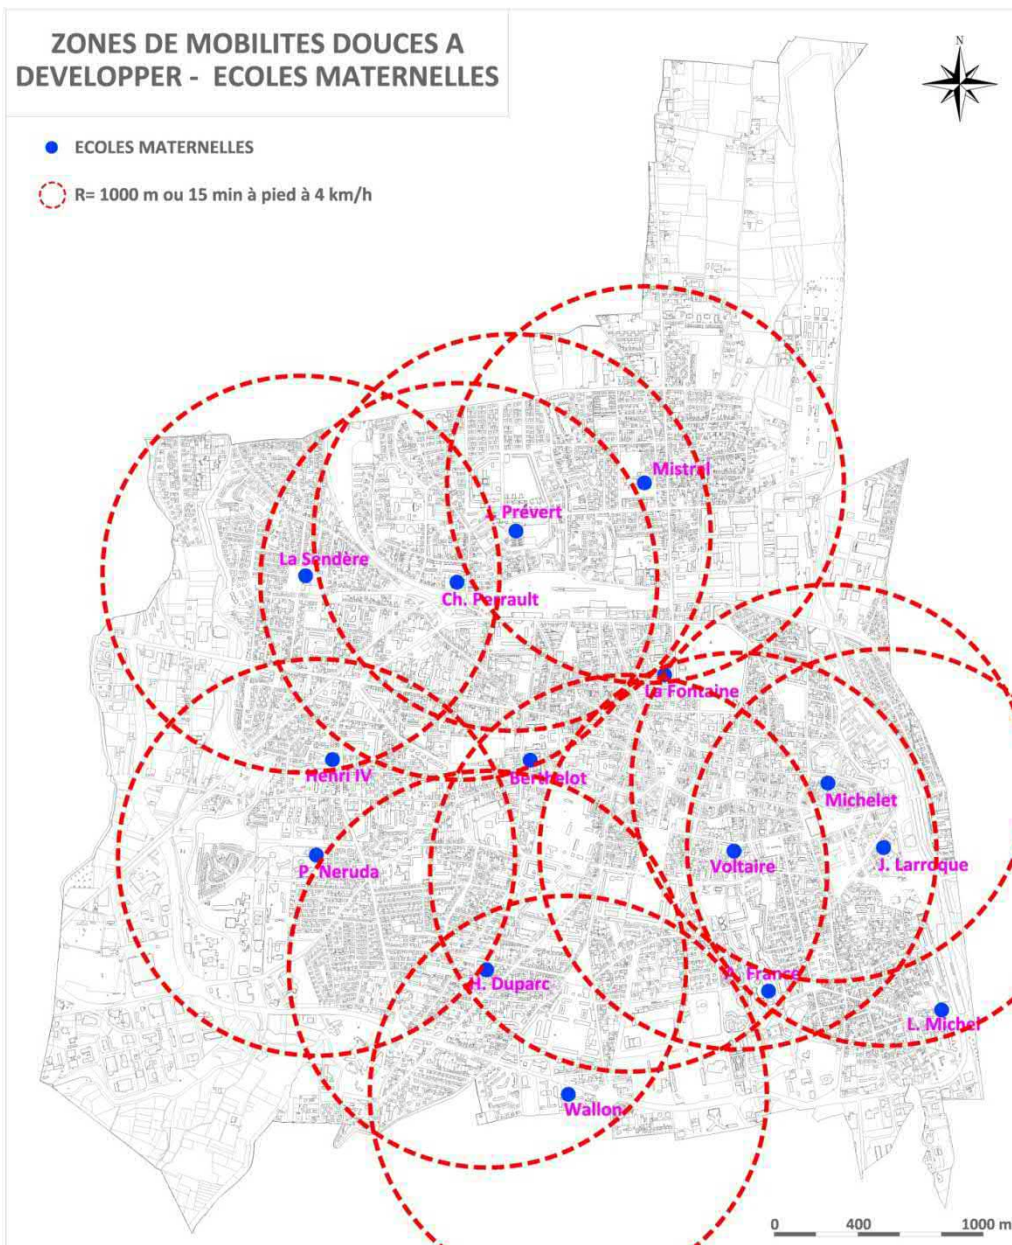 ZONES DE MOBILITES DOUCES A
DEVELOPPER - ECOLES MATERNELLES
N
ECOLES MATERNELLES
R= 1000 m ou 15 min à pied à 4 km/h
Mistral
Prévert
La Sendère
Ch. Perrault
La Fontaine
Henri IV
Berthelot
Michelet
P. Neruda
Voltaire
J. Larroque
A. France
H. Duparc
L. Michel
Wallon
0 400 1000 m